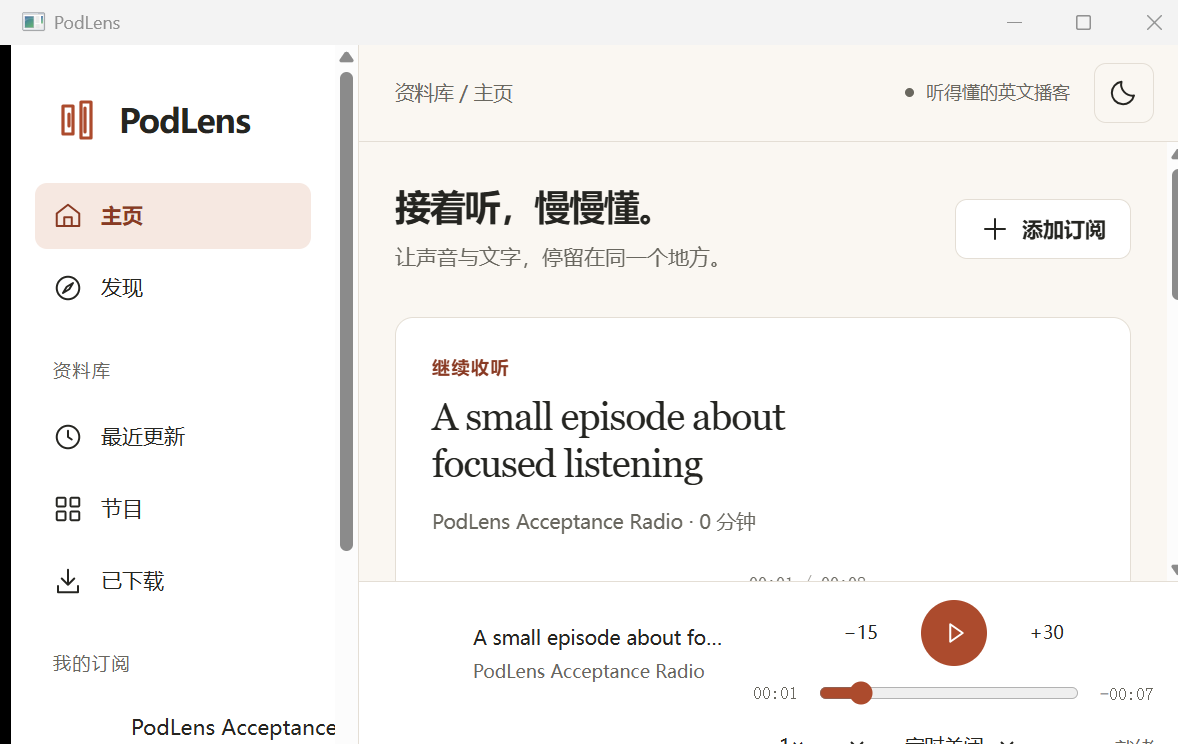 PodLens
PodLens
主页
发现
资料库
最近更新
节目
已下载
我的订阅
PodLens Acceptance
资料库 / 主页
听得懂的英文播客
接着听，慢慢懂。
让声音与文字，停留在同一个地方。
添加订阅
继续收听
A small episode about
focused listening
PodLens Acceptance Radio · 0 分钟
A small episode about fo...
PodLens Acceptance Radio
−15
+30
00:01
−00:07
定时关闭